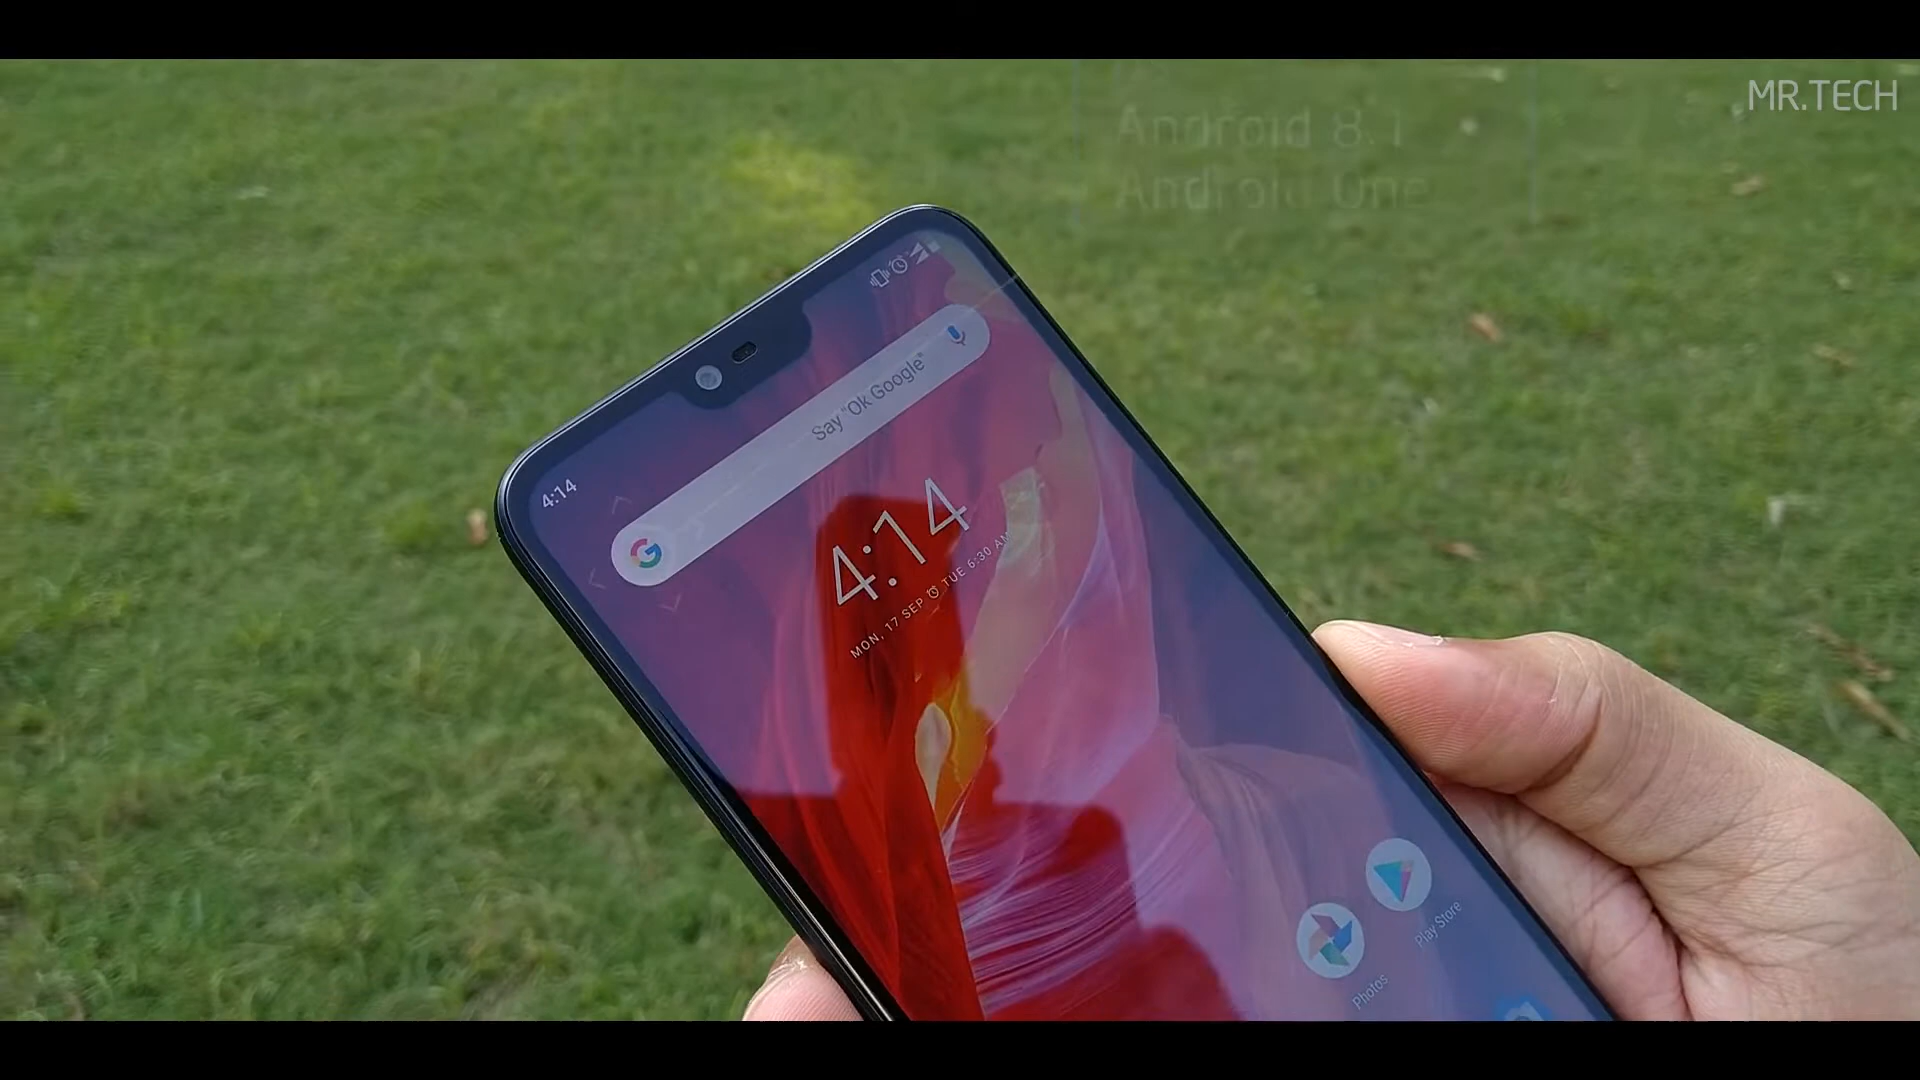 MR.TECH
Android 8.1
Android One
4:14
Say "Ok Google"
4:14
MON, 17 SEP TUE 6:30 AM
Play Store
Photos